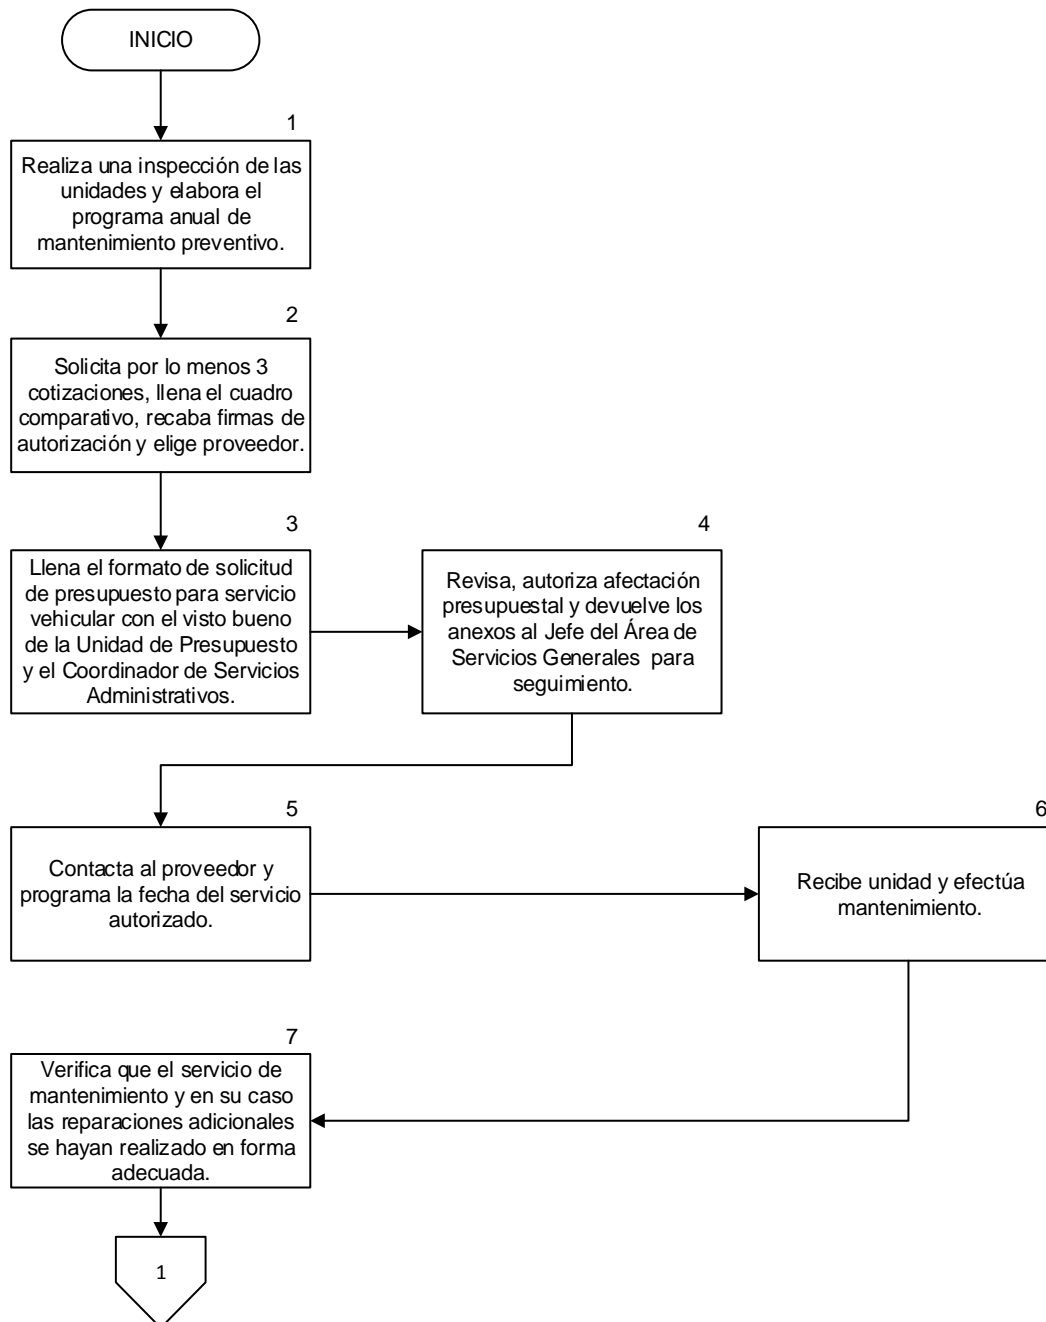 INICIO
1
Realiza una inspección de las
unidades y elabora el
programa anual de
mantenimiento preventivo.
2
Solicita por lo menos 3
cotizaciones, llena el cuadro
comparativo, recaba firmas de
autorización y elige proveedor.
3
Llena el formato de solicitud
de presupuesto para servicio
vehicular con el visto bueno
de la Unidad de Presupuesto
y el Coordinador de Servicios
Administrativos.
4
Revisa, autoriza afectación
presupuestal y devuelve los
anexos al Jefe del Área de
Servicios Generales para
seguimiento.
5
Contacta al proveedor y
programa la fecha del servicio
autorizado.
6
Recibe unidad y efectúa
mantenimiento.
7
Verifica que el servicio de
mantenimiento y en su caso
las reparaciones adicionales
se hayan realizado en forma
adecuada.
1